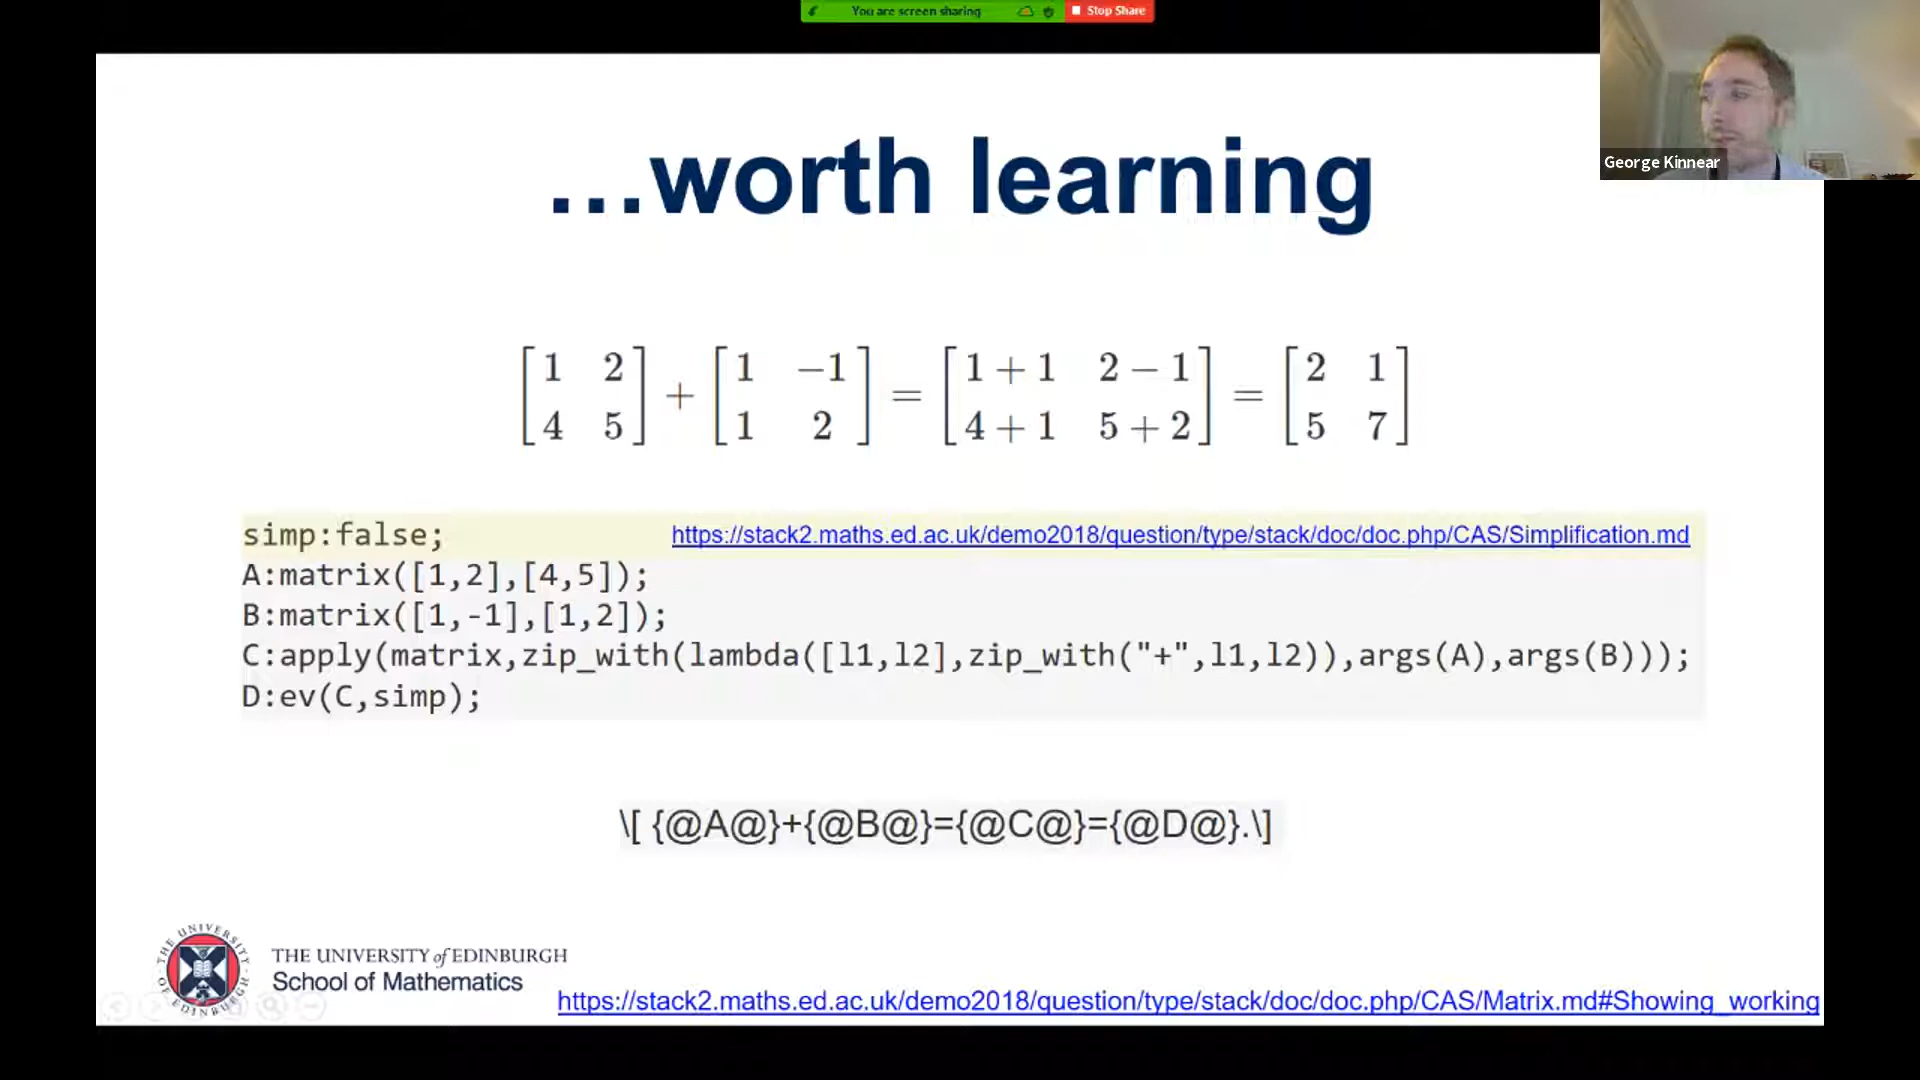 You are screen sharing
Stop Share
George Kinnear
...worth learning
[1 2 4 5] + [1 −1 1 2] = [1 + 1 2 − 1 4 + 1 5 + 2] = [2 1 5 7]
simp:false; https://stack2.maths.ed.ac.uk/demo2018/question/type/stack/doc/doc.php/CAS/Simplification.md
A:matrix([1,2],[4,5]);
B:matrix([1,-1],[1,2]);
C:apply(matrix,zip_with(lambda([l1,l2],zip_with("+",l1,l2)),args(A),args(B)));
D:ev(C,simp);
\[ {@A@}+{@B@}={@C@}={@D@}.\]
THE UNIVERSITY OF EDINBURGH
THE UNIVERSITY of EDINBURGH
School of Mathematics
https://stack2.maths.ed.ac.uk/demo2018/question/type/stack/doc/doc.php/CAS/Matrix.md#Showing_working